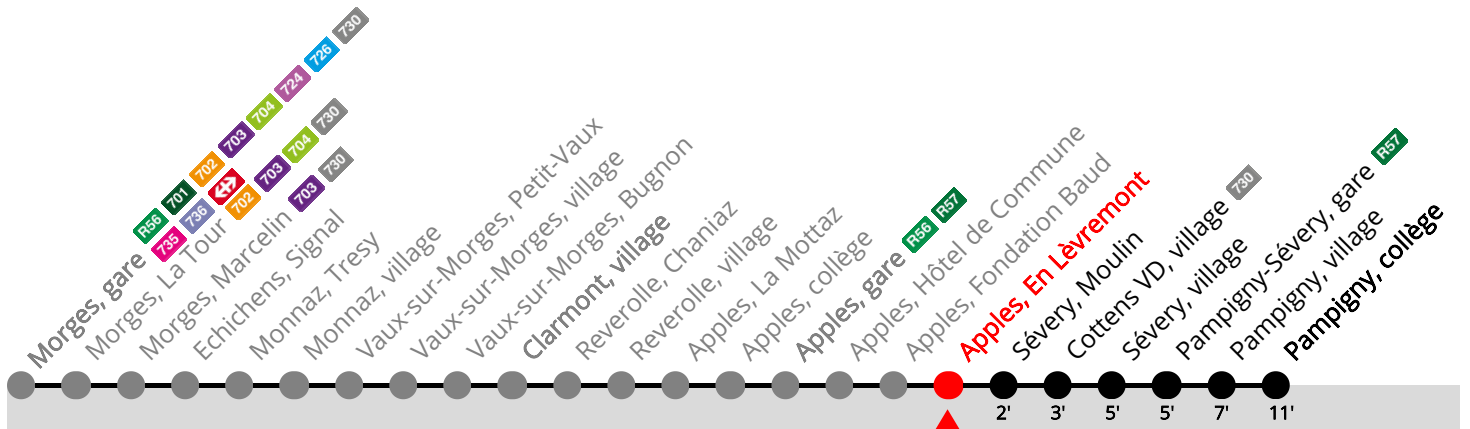 Morges, gare R56 701 702 703 704 724 726 730
735 736
Morges, La Tour 702 703 704 730
Morges, Marcelin 703 730
Echichens, Signal
Monnaz, Tresy
Monnaz, village
Vaux-sur-Morges, Petit-Vaux
Vaux-sur-Morges, village
Vaux-sur-Morges, Bugnon
Clarmont, village
Reverolle, Chaniaz
Reverolle, village
Apples, La Mottaz
Apples, collège
Apples, gare R56 R57
Apples, Hôtel de Commune
Apples, Fondation Baud
Apples, En Lèvremont
Sévery, Moulin
Cottens VD, village 730
Sévery, village
Pampigny-Sévery, gare R57
Pampigny, village
Pampigny, collège
2' 3' 5' 5' 7' 11'